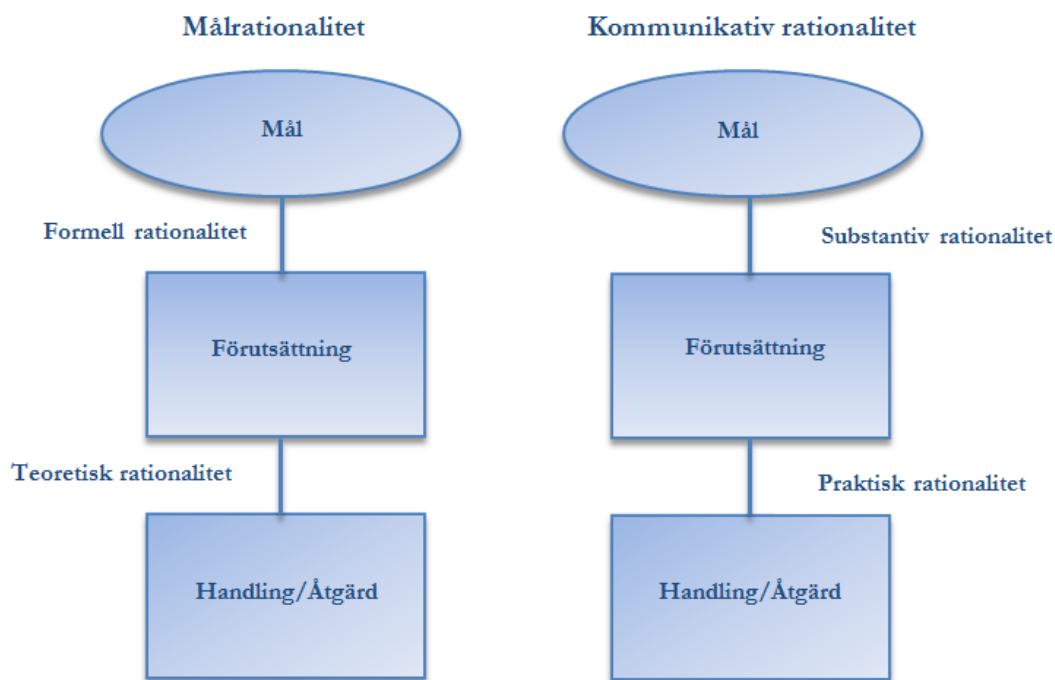 Målrationalitet
Mål
Formell rationalitet
Förutsättning
Teoretisk rationalitet
Handling/Åtgärd
Kommunikativ rationalitet
Mål
Substantiv rationalitet
Förutsättning
Praktisk rationalitet
Handling/Åtgärd